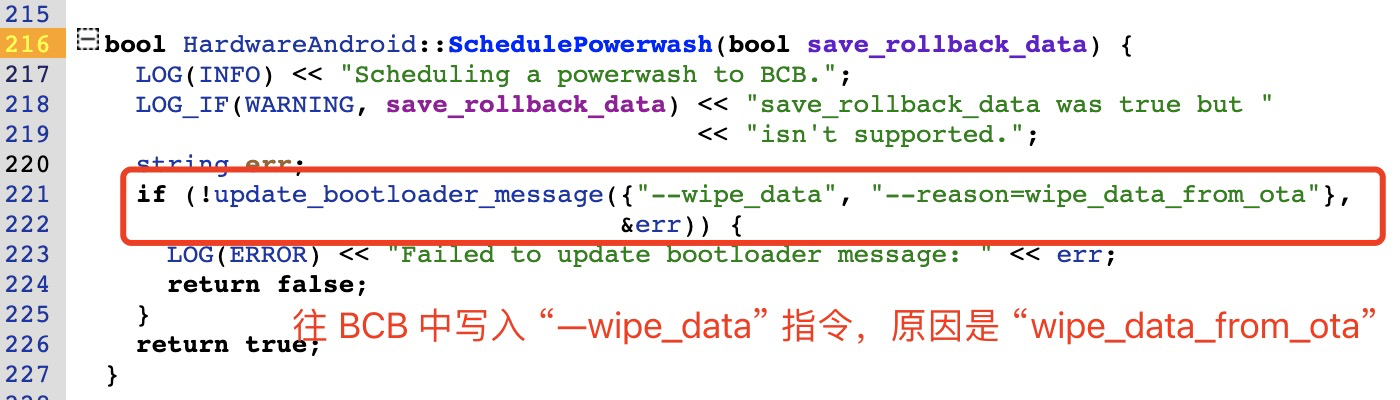 215
216 bool HardwareAndroid::SchedulePowerwash(bool save_rollback_data) {
217 LOG(INFO) << "Scheduling a powerwash to BCB.";
218 LOG_IF(WARNING, save_rollback_data) << "save_rollback_data was true but "
219 << "isn't supported.";
220 string err;
221 if (!update_bootloader_message({"--wipe_data", "--reason=wipe_data_from_ota"},
222 &err)) {
223 LOG(ERROR) << "Failed to update bootloader message: " << err;
224 return false;
225 }
往 BCB 中写入 “—wipe_data” 指令，原因是 “wipe_data_from_ota”
226 return true;
227 }